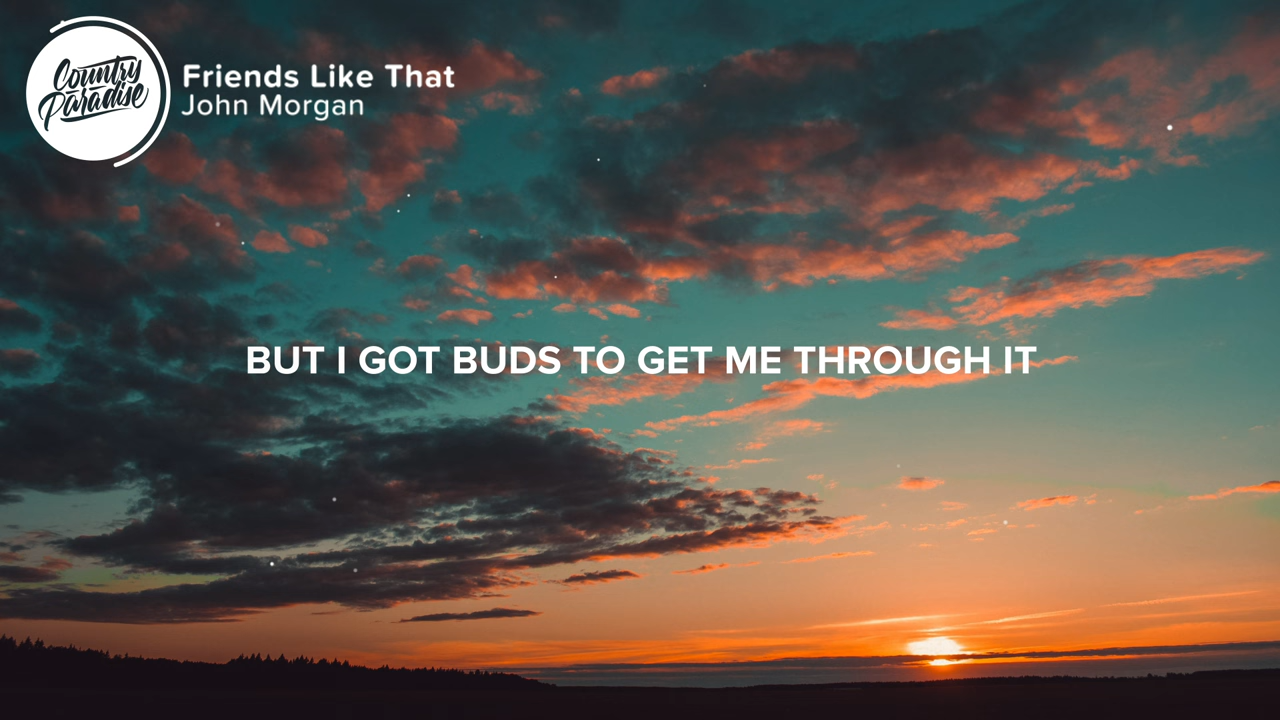 Country
Paradise
Friends Like That
John Morgan
BUT I GOT BUDS TO GET ME THROUGH IT